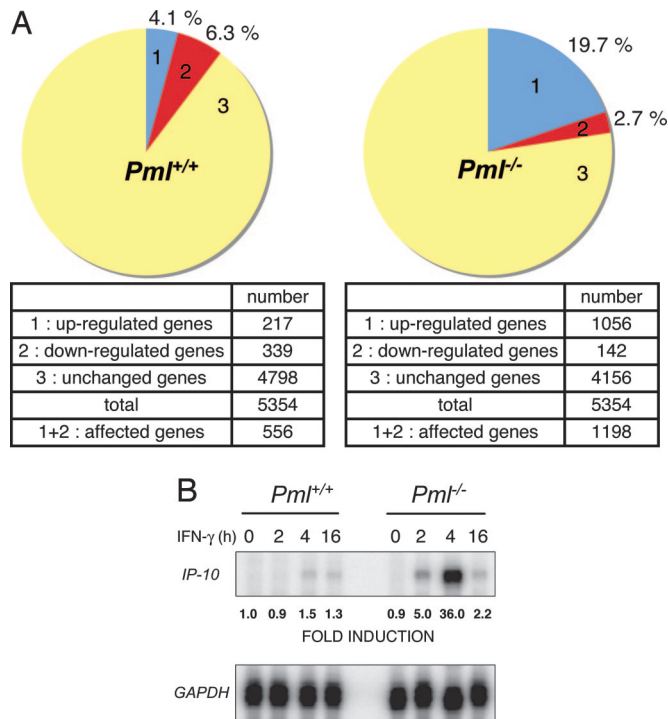 A
4.1 %
6.3 %
1
2
3
Pml+/+
19.7 %
2.7 %
1
2
3
Pml-/-
number
1 : up-regulated genes 217
2 : down-regulated genes 339
3 : unchanged genes 4798
total 5354
1+2 : affected genes 556
number
1 : up-regulated genes 1056
2 : down-regulated genes 142
3 : unchanged genes 4156
total 5354
1+2 : affected genes 1198
B
Pml+/+ Pml-/-
IFN-γ (h) 0 2 4 16 0 2 4 16
IP-10
1.0 0.9 1.5 1.3 0.9 5.0 36.0 2.2
FOLD INDUCTION
GAPDH